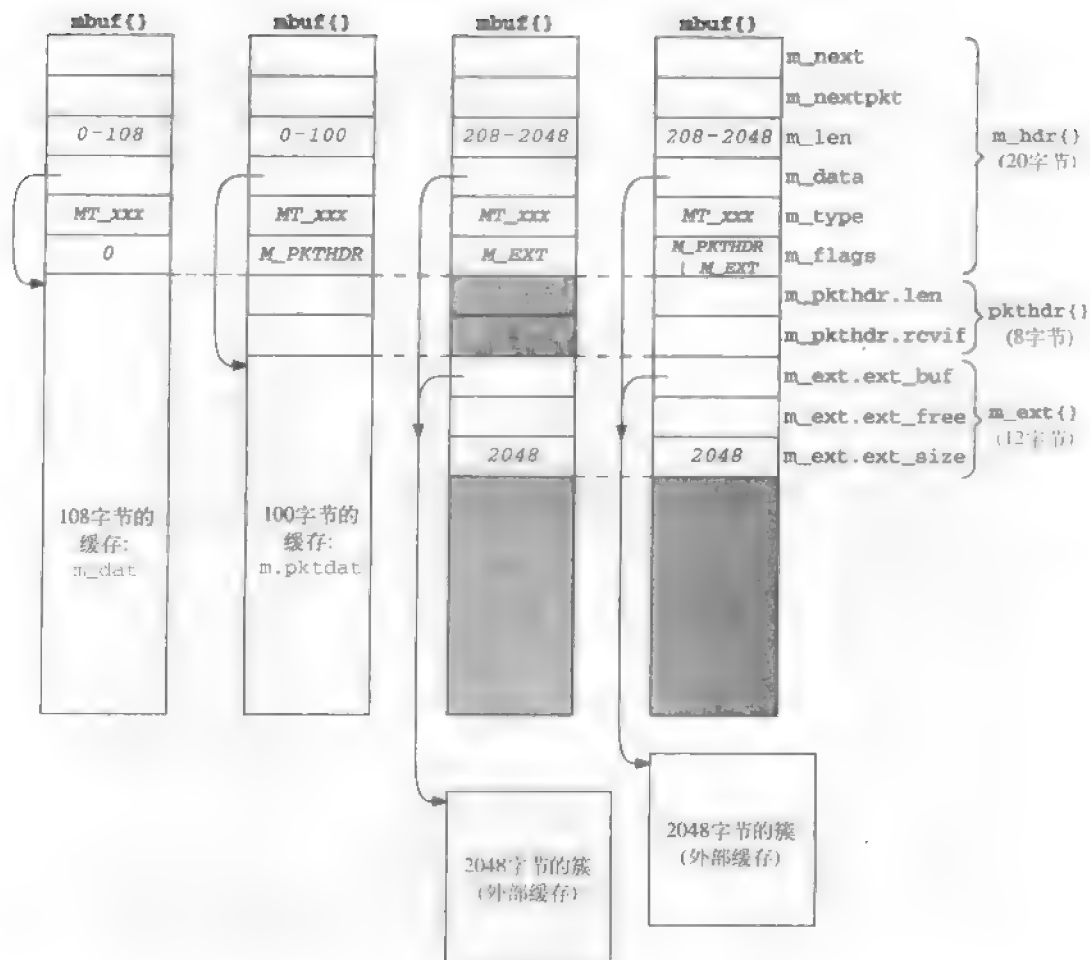 mbuf{} mbuf{} mbuf{} mbuf{}
m_next
m_nextpkt
0-108 0-100 208-2048 208-2048 m_len
m_hdr{}
(20字节)
m_data
MT_xxx MT_xxx MT_xxx MT_xxx m_type
0 M_PKTHDR M_EXT M_PKTHDR
| M_EXT
m_flags
m_pkthdr.len
pkthdr{}
(8字节)
m_pkthdr.rcvif
m_ext.ext_buf
m_ext.ext_free
m_ext{}
(12字节)
2048 2048 m_ext.ext_size
108字节的
缓存:
m_dat
100字节的
缓存:
m.pktdat
2048字节的簇
(外部缓存)
2048字节的簇
(外部缓存)